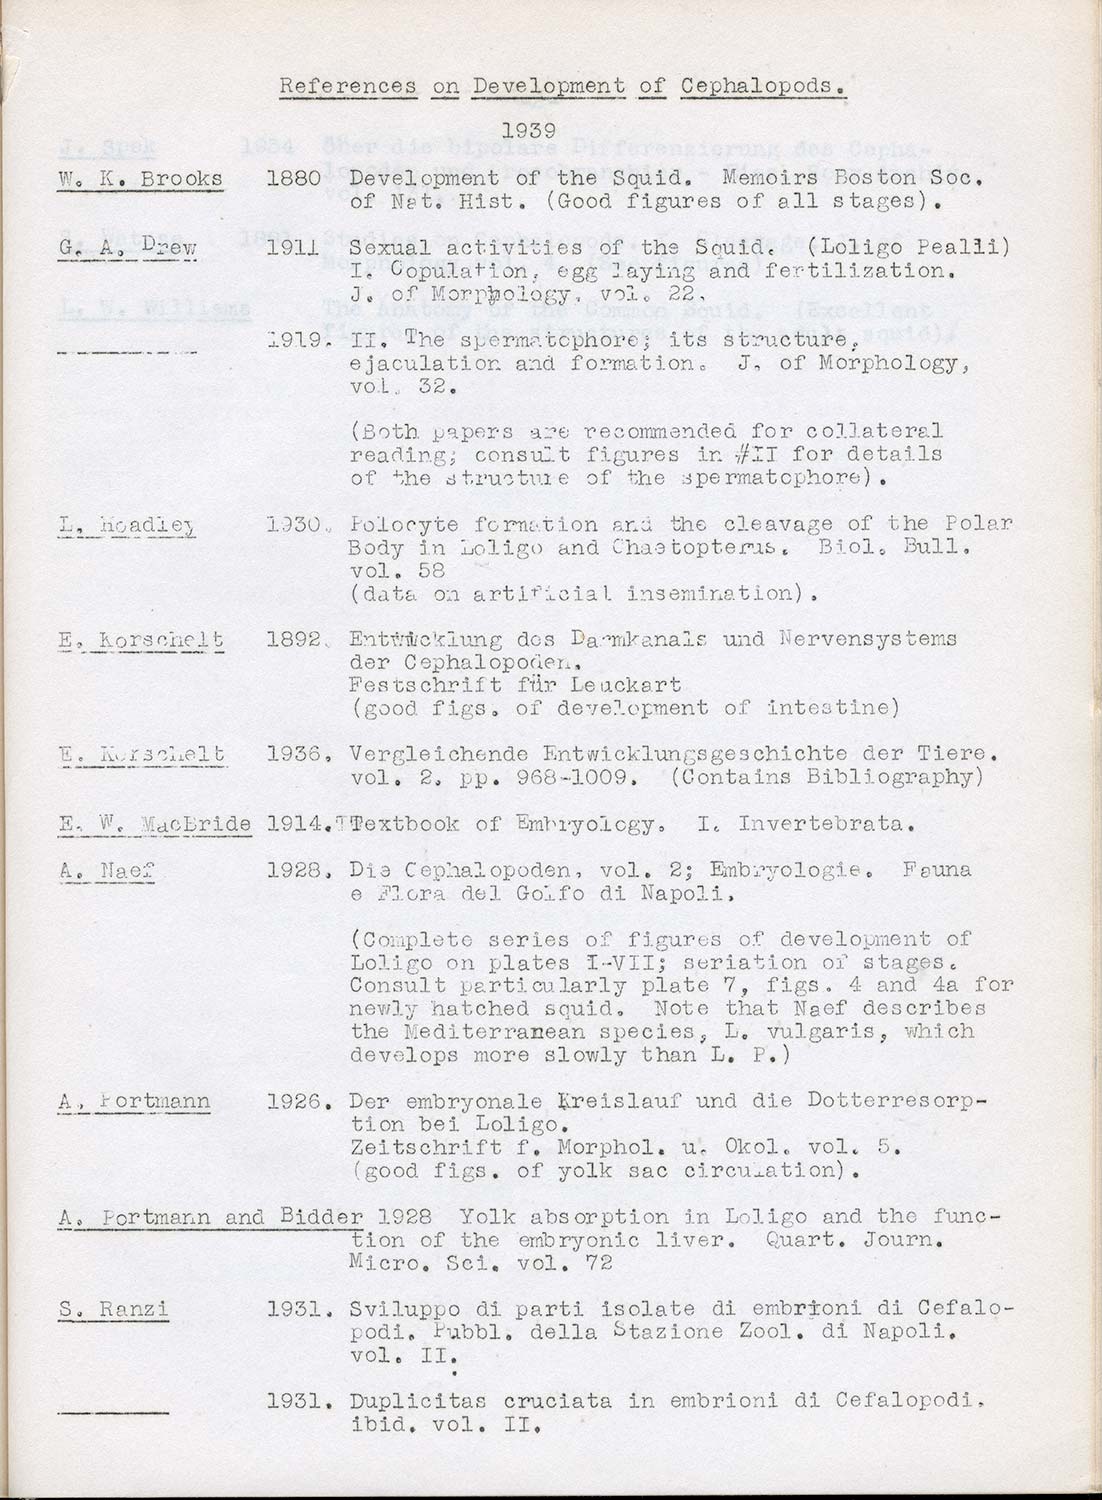 References on Development of Cephalopods.
1939
W. K. Brooks 1880 Development of the Squid. Memoirs Boston Soc.
of Nat. Hist. (Good figures of all stages).
G. A. Drew 1911 Sexual activities of the Squid. (Loligo Pealli)
I. Copulation, egg laying and fertilization.
J. of Morphology, vol. 22.
__________ 1919. II. The spermatophore; its structure,
ejaculation and formation. J. of Morphology,
vol. 32.
(Both papers are recommended for collateral
reading; consult figures in #II for details
of the structure of the spermatophore).
L. Hoadley 1930. Polocyte formation and the cleavage of the Polar
Body in Loligo and Chaetopterus. Biol. Bull.
vol. 58
(data on artificial insemination).
E. Korschelt 1892. Entwicklung des Darmkanals und Nervensystems
der Cephalopoden.
Festschrift für Leuckart
(good figs. of development of intestine)
E. Korschelt 1936. Vergleichende Entwicklungsgeschichte der Tiere.
vol. 2, pp. 968-1009. (Contains Bibliography)
E. W. MacBride 1914. Textbook of Embryology. I. Invertebrata.
A. Naef 1928. Die Cephalopoden, vol. 2; Embryologie. Fauna
e Flora del Golfo di Napoli.
(Complete series of figures of development of
Loligo on plates I-VII; seriation of stages.
Consult particularly plate 7, figs. 4 and 4a for
newly hatched squid. Note that Naef describes
the Mediterranean species, L. vulgaris, which
develops more slowly than L. P.)
A. Portmann 1926. Der embryonale Kreislauf und die Dotterresorp-
tion bei Loligo.
Zeitschrift f. Morphol. u. Okol. vol. 5.
(good figs. of yolk sac circulation).
A. Portmann and Bidder 1928 Yolk absorption in Loligo and the func-
tion of the embryonic liver. Quart. Journ.
Micro. Sci. vol. 72
S. Ranzi 1931. Sviluppo di parti isolate di embrioni di Cefalo-
podi. Pubbl. della Stazione Zool. di Napoli.
vol. II.
__________ 1931. Duplicitas cruciata in embrioni di Cefalopodi.
ibid. vol. II.